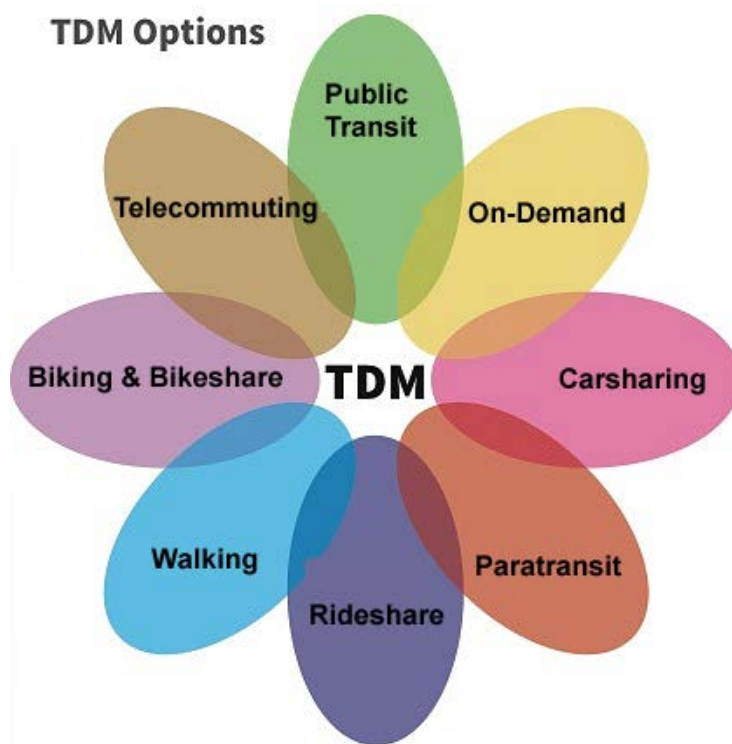 TDM Options
Public
Transit
Telecommuting
On-Demand
Biking & Bikeshare
TDM
Carsharing
Walking
Paratransit
Rideshare